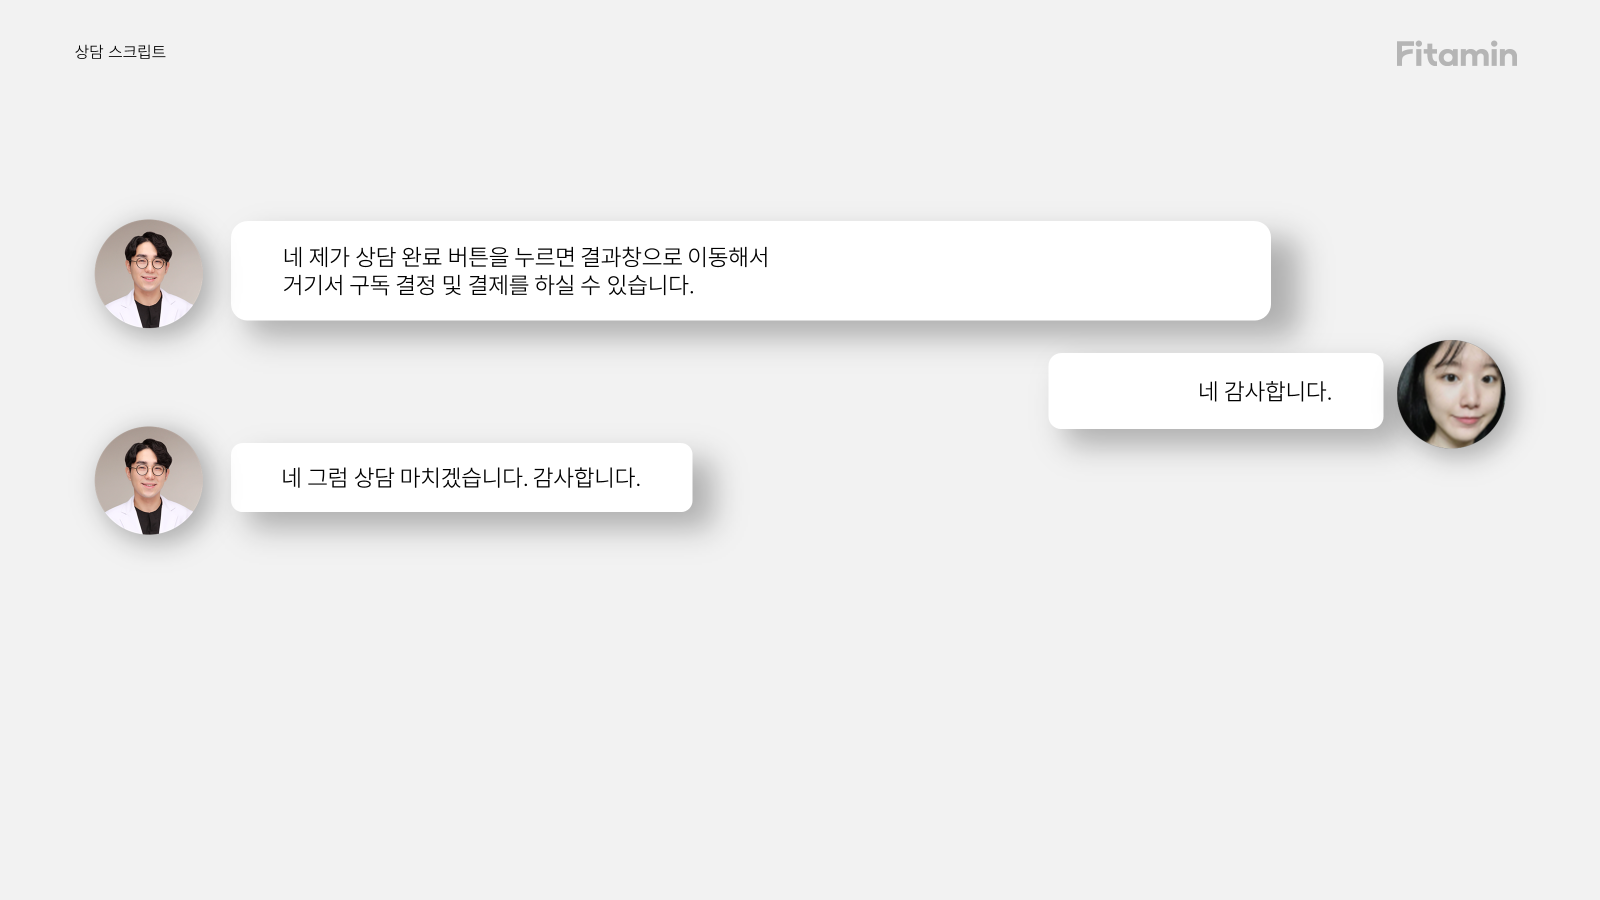 상담 스크립트
Fitamin
네 제가 상담 완료 버튼을 누르면 결과창으로 이동해서
거기서 구독 결정 및 결제를 하실 수 있습니다.
네 감사합니다.
네 그럼 상담 마치겠습니다. 감사합니다.